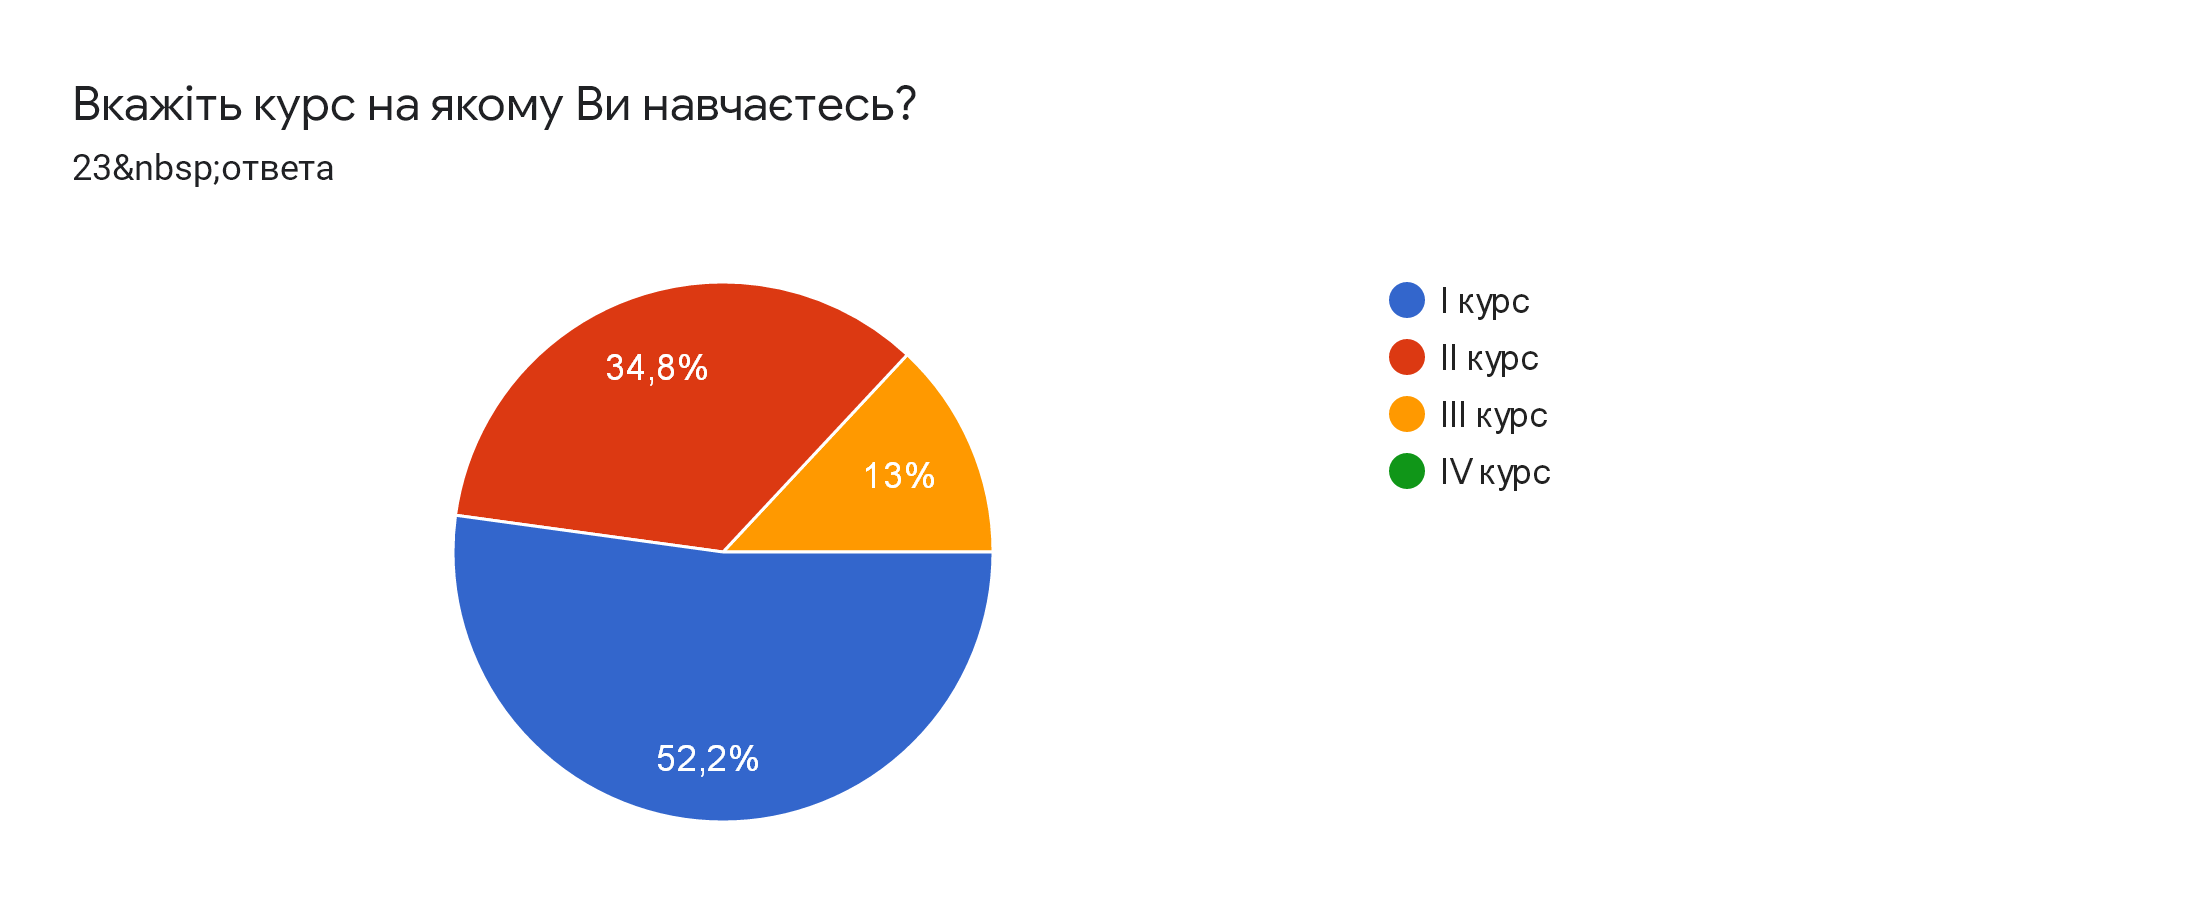 Вкажіть курс на якому Ви навчаєтесь?
23&nbsp;ответа
34,8%
13%
52,2%
I курс
II курс
III курс
IV курс